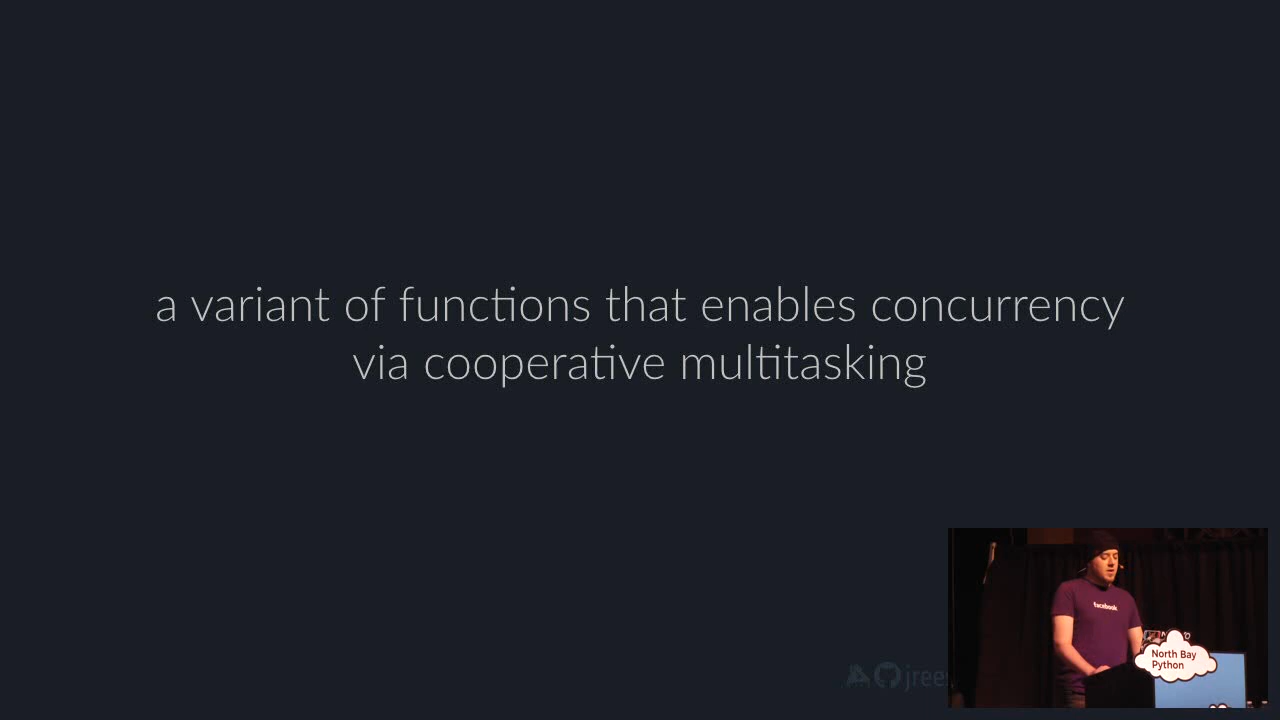 a variant of functions that enables concurrency
via cooperative multitasking
facebook
North Bay
Python